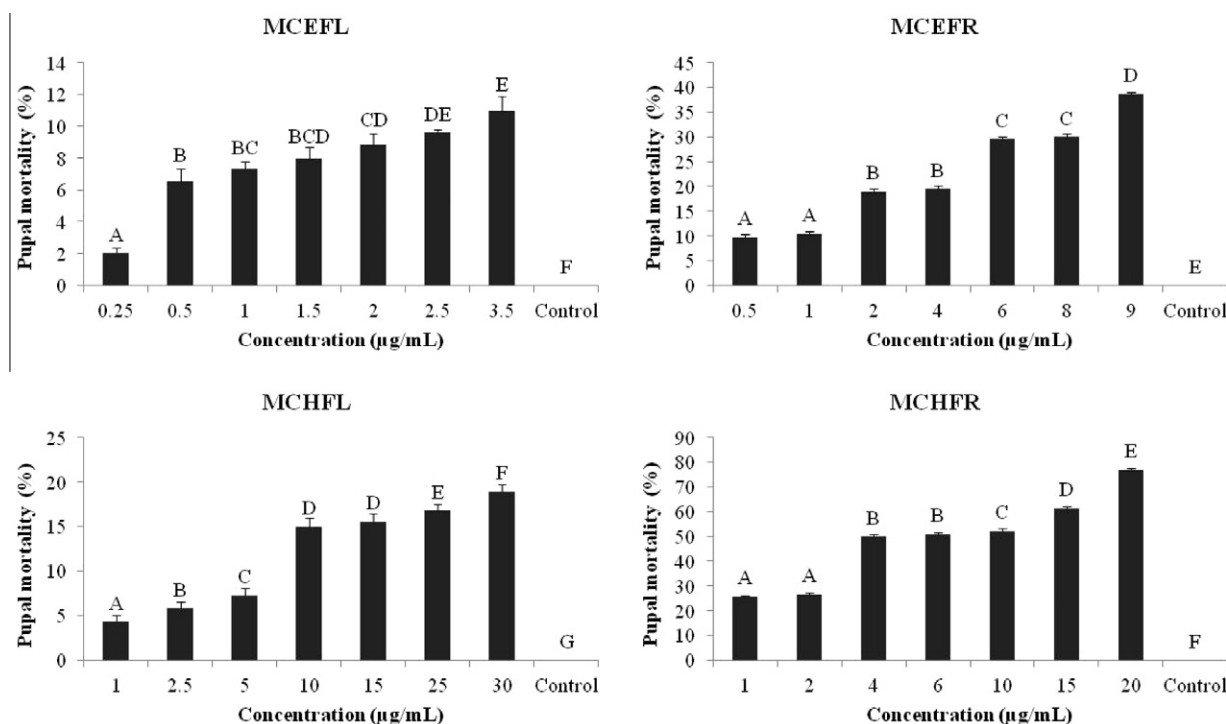 MCEFL
Pupal mortality (%)
14
12
10
8
6
4
2
0
A
B
BC
BCD
CD
DE
E
F
0.25 0.5 1 1.5 2 2.5 3.5 Control
Concentration (µg/mL)
MCEFR
Pupal mortality (%)
45
40
35
30
25
20
15
10
5
0
A
A
B
B
C
C
D
E
0.5 1 2 4 6 8 9 Control
Concentration (µg/mL)
MCHFL
Pupal mortality (%)
25
20
15
10
5
0
A
B
C
D
D
E
F
G
1 2.5 5 10 15 25 30 Control
Concentration (µg/mL)
MCHFR
Pupal mortality (%)
90
80
70
60
50
40
30
20
10
0
A
A
B
B
C
D
E
F
1 2 4 6 10 15 20 Control
Concentration (µg/mL)